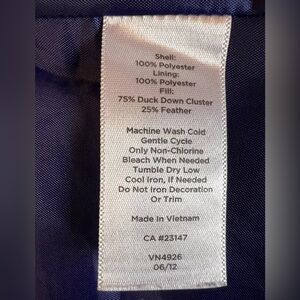 Shell:
100% Polyester
Lining:
100% Polyester
Fill:
75% Duck Down Cluster
25% Feather
Machine Wash Cold
Gentle Cycle
Only Non-Chlorine
Bleach When Needed
Tumble Dry Low
Cool Iron, If Needed
Do Not Iron Decoration
Or Trim
Made In Vietnam
CA #23147
VN4926
06/12